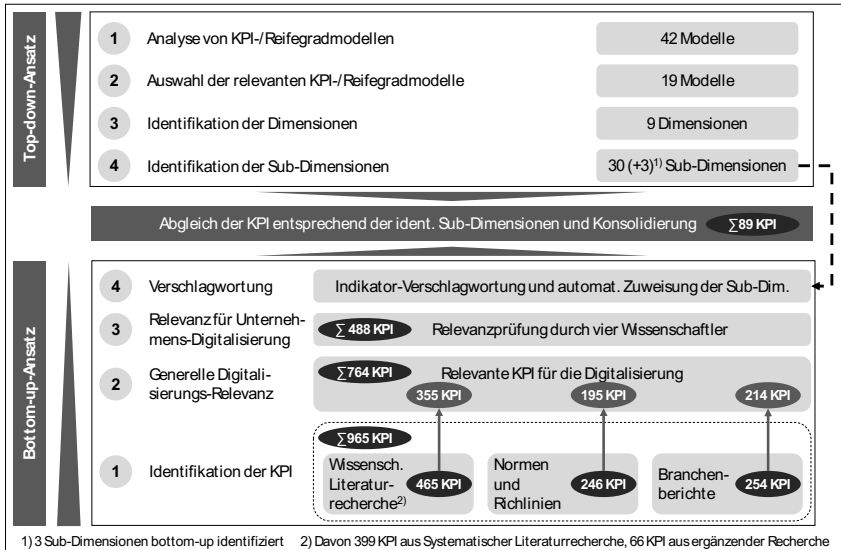 Top-down-Ansatz
1 Analyse von KPI-/Reifegradmodellen 42 Modelle
2 Auswahl der relevanten KPI-/Reifegradmodelle 19 Modelle
3 Identifikation der Dimensionen 9 Dimensionen
4 Identifikation der Sub-Dimensionen 30 (+3)1) Sub-Dimensionen
Abgleich der KPI entsprechend der ident. Sub-Dimensionen und Konsolidierung ∑89 KPI
Bottom-up-Ansatz
4 Verschlagwortung Indikator-Verschlagwortung und automat. Zuweisung der Sub-Dim.
3 Relevanz für Unterneh-
mens-Digitalisierung
∑ 488 KPI Relevanzprüfung durch vier Wissenschaftler
2 Generelle Digitali-
sierungs-Relevanz
∑764 KPI Relevante KPI für die Digitalisierung
355 KPI 195 KPI 214 KPI
1 Identifikation der KPI
∑965 KPI
Wissensch.
Literatur-
recherche2)
465 KPI
Normen
und
Richlinien
246 KPI
Branchen-
berichte
254 KPI
1) 3 Sub-Dimensionen bottom-up identifiziert 2) Davon 399 KPI aus Systematischer Literaturrecherche, 66 KPI aus ergänzender Recherche